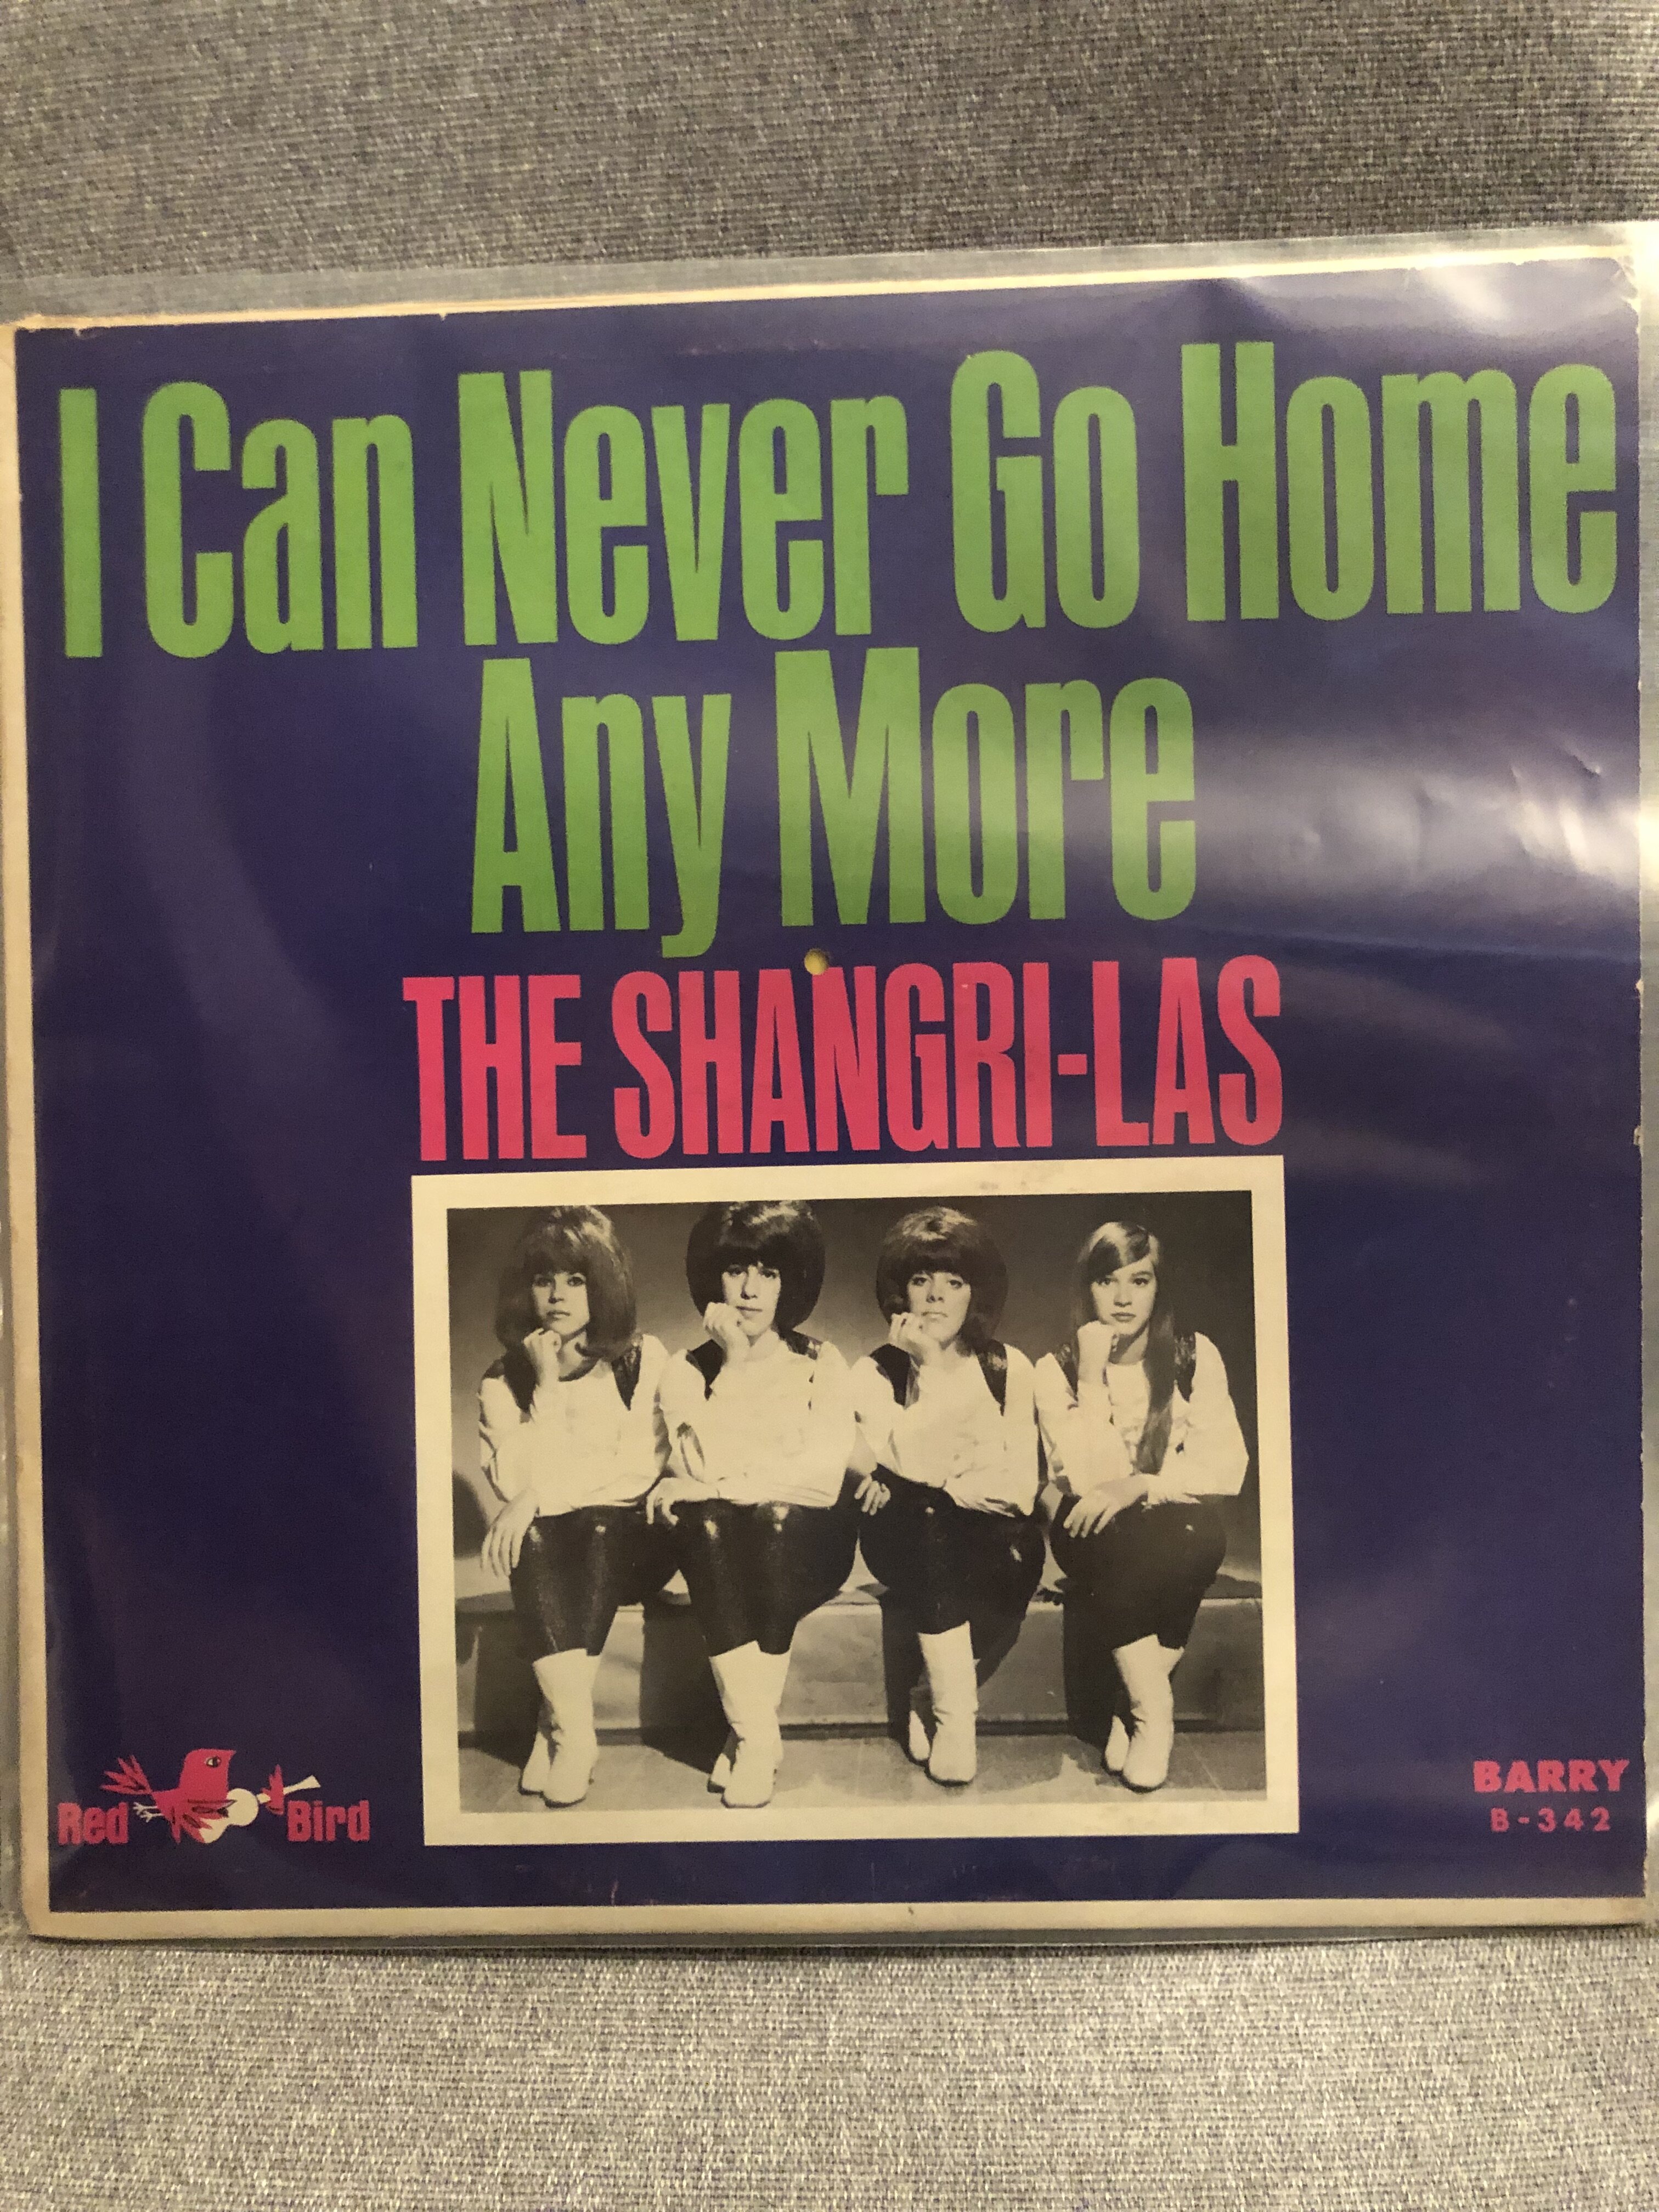 I Can Never Go Home
Any More
THE SHANGRI-LAS
Red Bird
BARRY
B-342